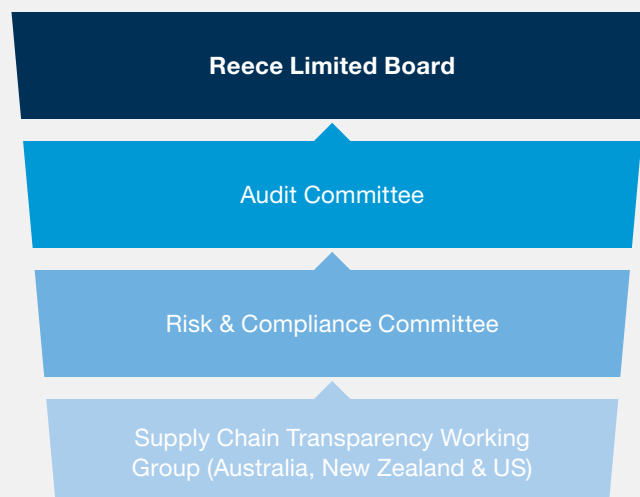 Reece Limited Board
Audit Committee
Risk & Compliance Committee
Supply Chain Transparency Working
Group (Australia, New Zealand & US)